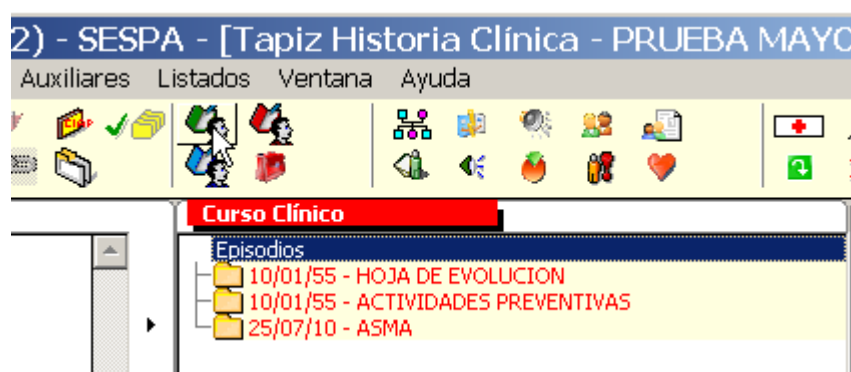 2) - SESPA - [Tapiz Historia Clínica - PRUEBA MAYO
Auxiliares Listados Ventana Ayuda
Curso Clínico
Episodios
10/01/55 - HOJA DE EVOLUCION
10/01/55 - ACTIVIDADES PREVENTIVAS
25/07/10 - ASMA